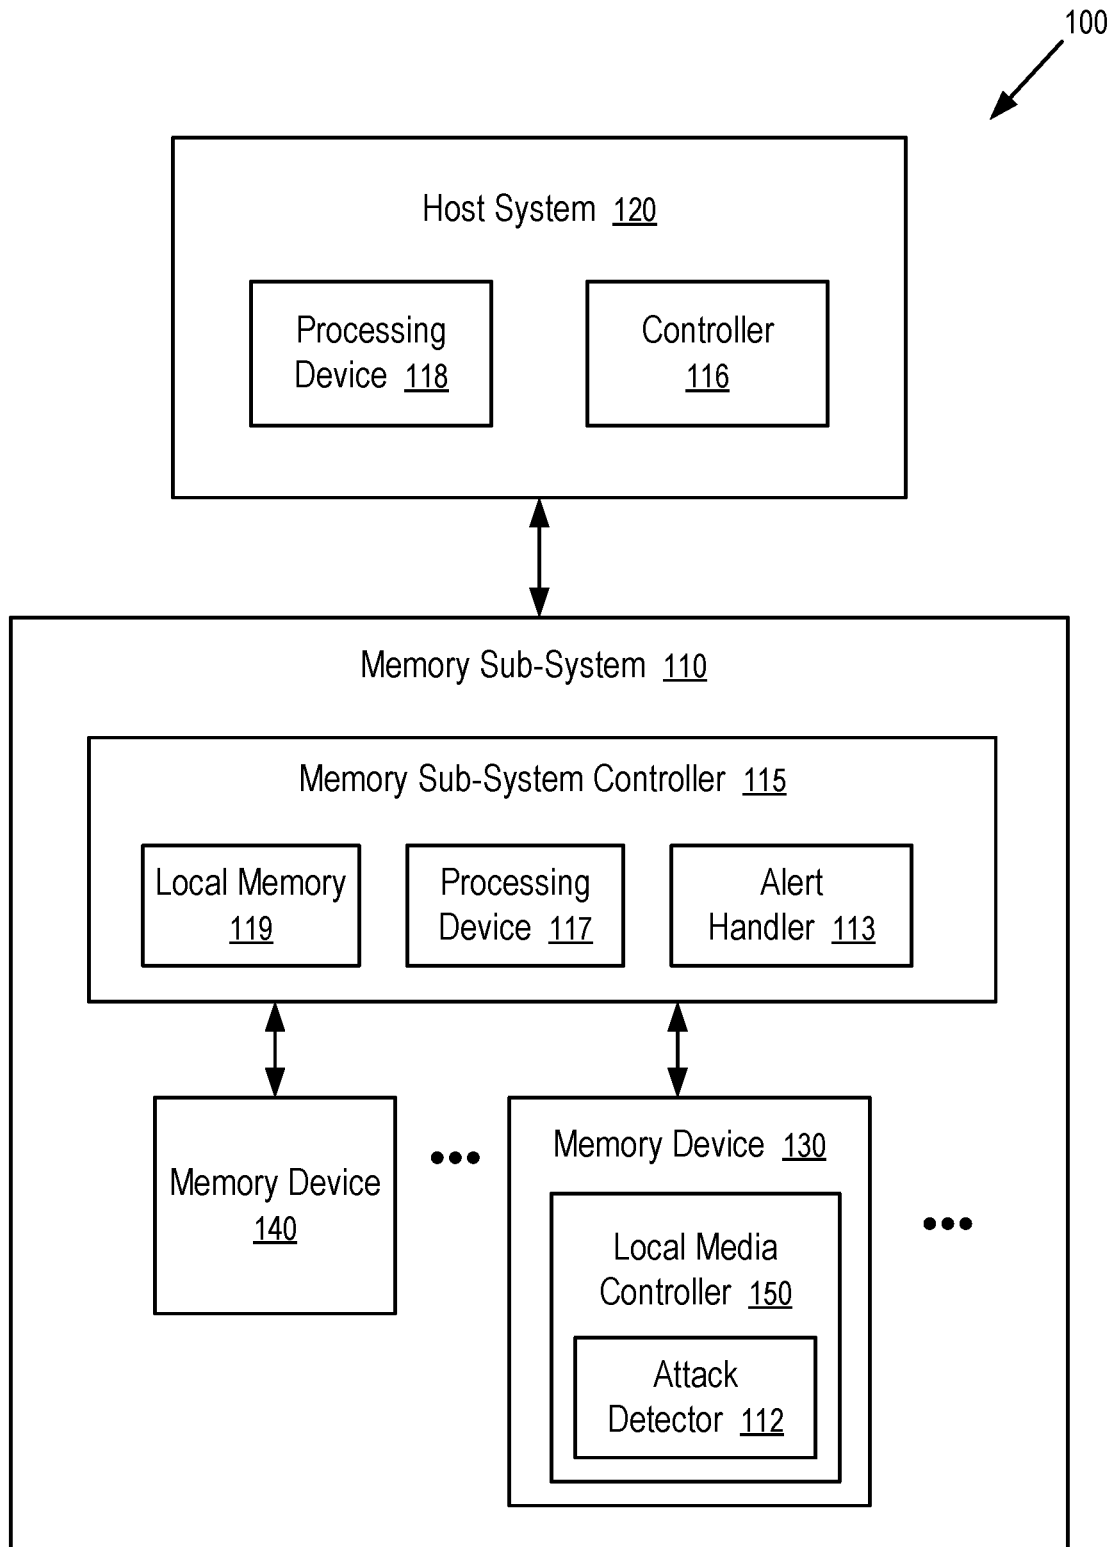 100
Host System 120
Processing
Device 118
Controller
116
Memory Sub-System 110
Memory Sub-System Controller 115
Local Memory
119
Processing
Device 117
Alert
Handler 113
Memory Device
140
Memory Device 130
Local Media
Controller 150
Attack
Detector 112